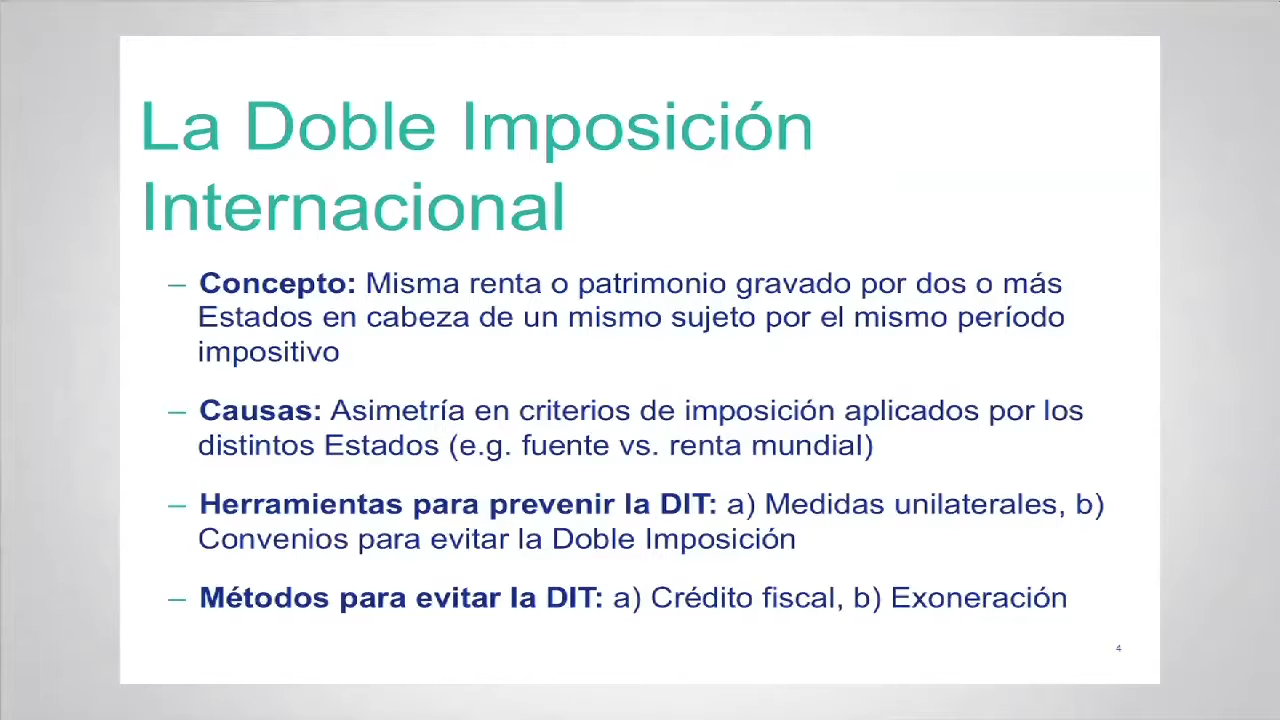 La Doble Imposición
Internacional
– Concepto: Misma renta o patrimonio gravado por dos o más
Estados en cabeza de un mismo sujeto por el mismo período
impositivo
– Causas: Asimetría en criterios de imposición aplicados por los
distintos Estados (e.g. fuente vs. renta mundial)
– Herramientas para prevenir la DIT: a) Medidas unilaterales, b)
Convenios para evitar la Doble Imposición
– Métodos para evitar la DIT: a) Crédito fiscal, b) Exoneración
4